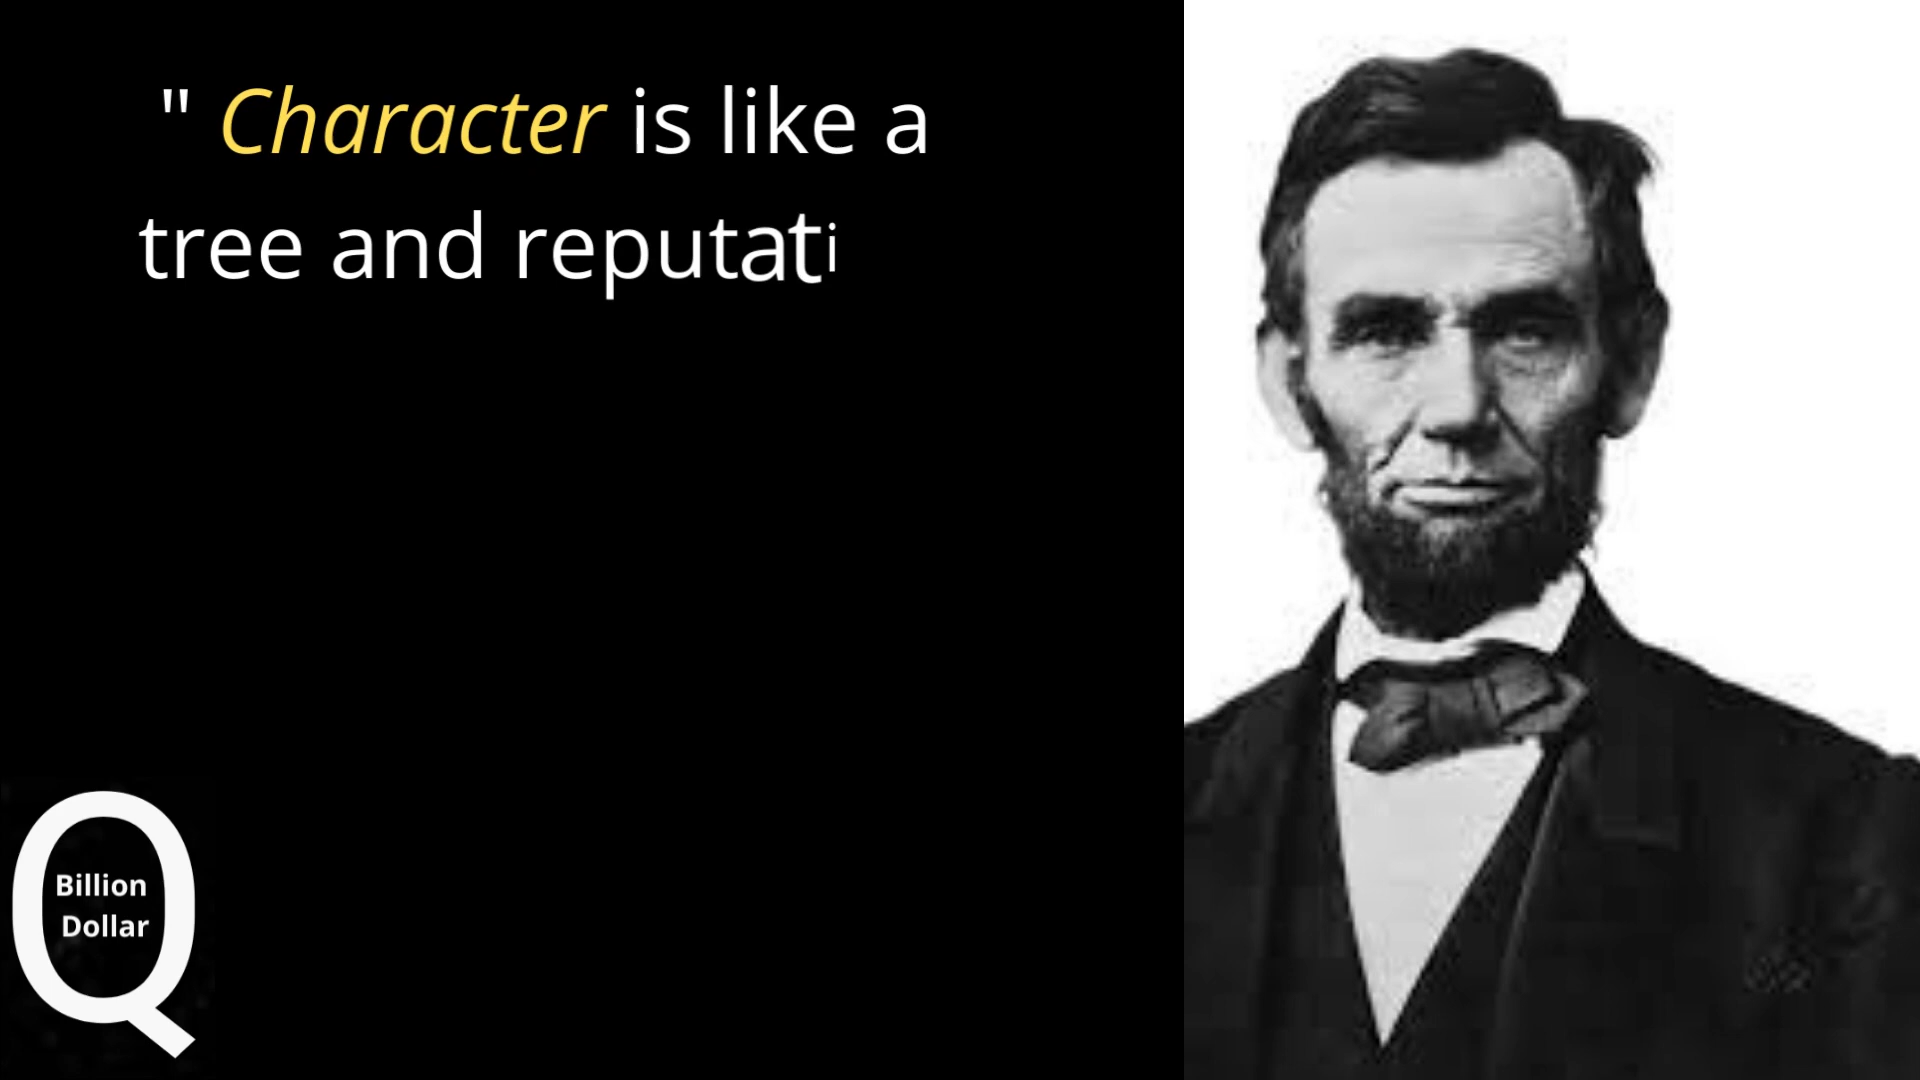 " Character is like a
tree and reputati
Q
Billion
Dollar